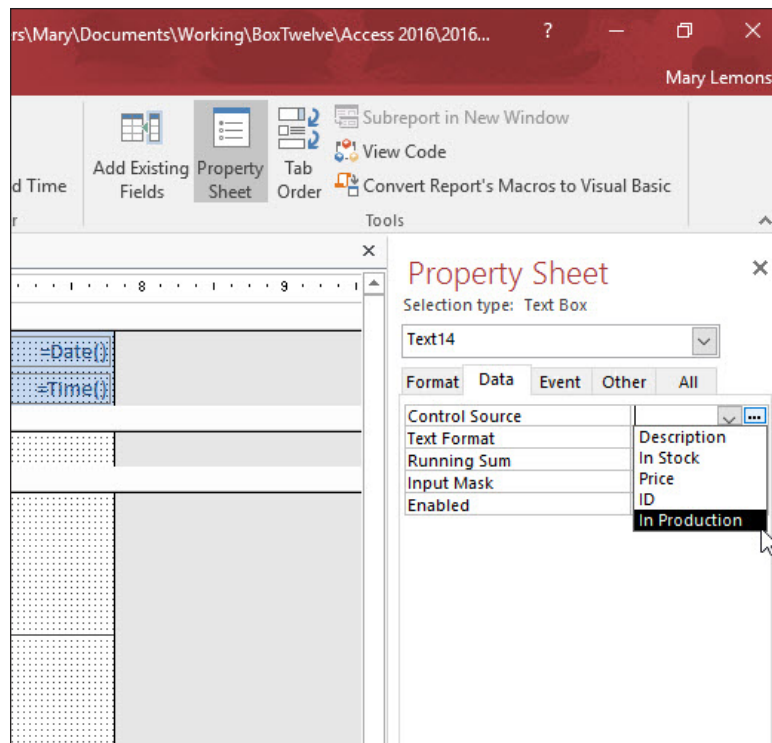 rs\Mary\Documents\Working\BoxTwelve\Access 2016\2016... ?
Mary Lemons
d Time
Add Existing Fields
Property Sheet
Tab Order
Subreport in New Window
View Code
Convert Report's Macros to Visual Basic
r
Tools
8 9
=Date()
=Time()
Property Sheet
Selection type: Text Box
Text14
Format Data Event Other All
Control Source ...
Text Format
Running Sum
Input Mask
Enabled
Description
In Stock
Price
ID
In Production